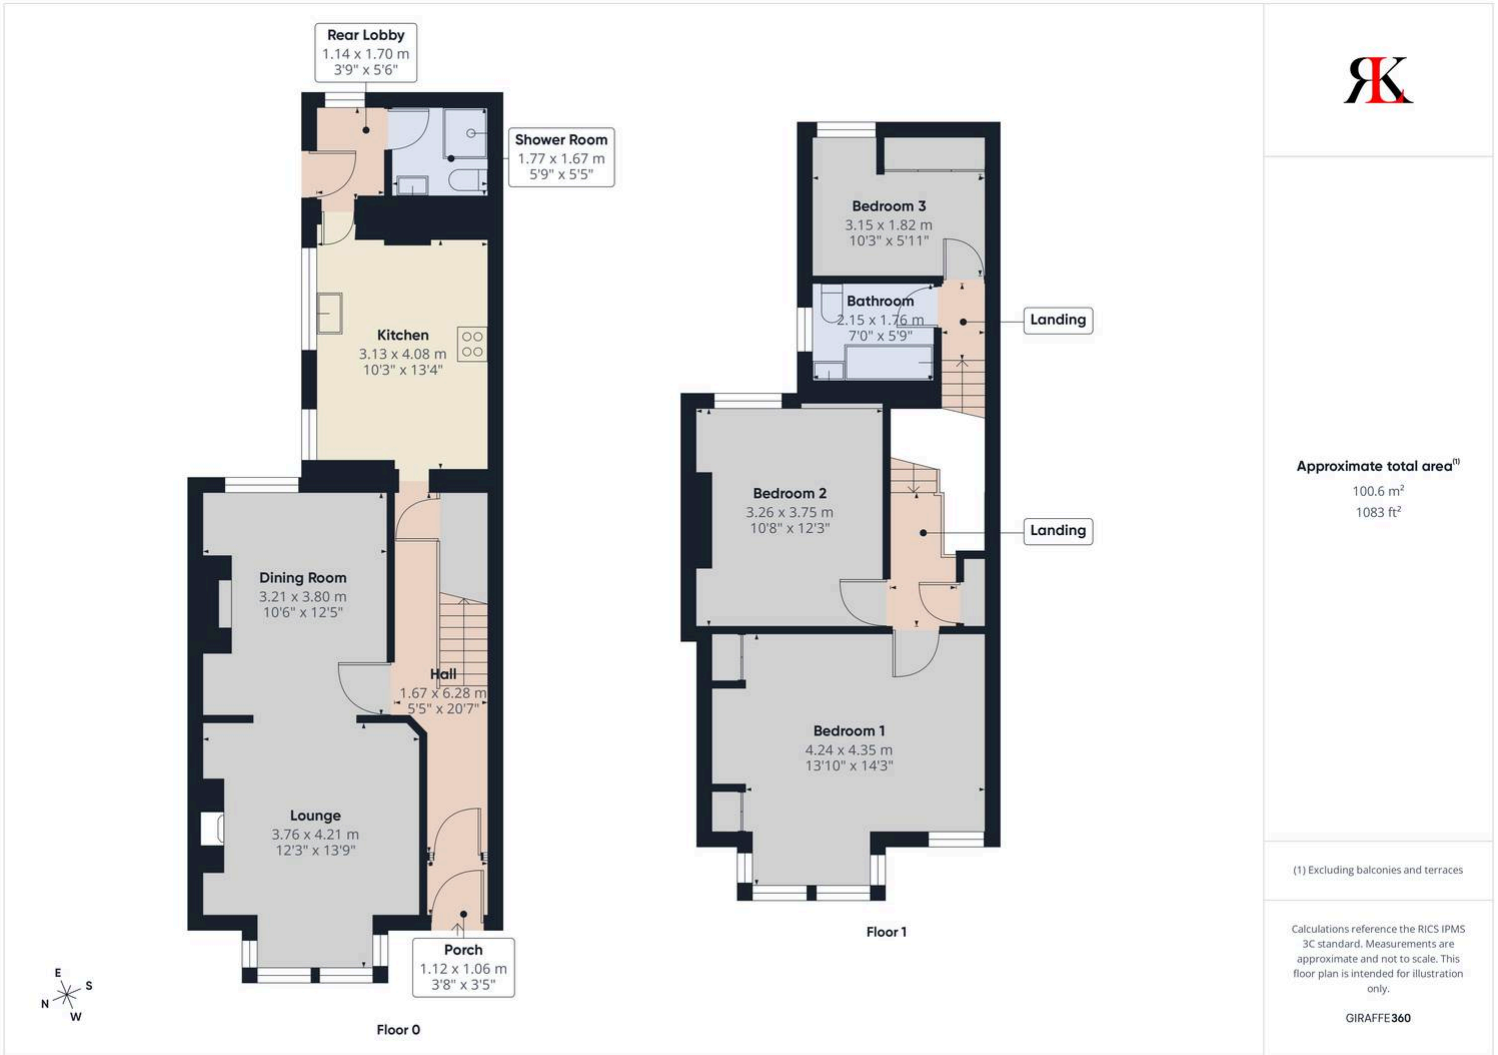 Rear Lobby
1.14 x 1.70 m
3'9" x 5'6"
Shower Room
1.77 x 1.67 m
5'9" x 5'5"
Kitchen
3.13 x 4.08 m
10'3" x 13'4"
Dining Room
3.21 x 3.80 m
10'6" x 12'5"
Hall
1.67 x 6.28 m
5'5" x 20'7"
Lounge
3.76 x 4.21 m
12'3" x 13'9"
Porch
1.12 x 1.06 m
3'8" x 3'5"
Floor 0
E
S
N
W
Bedroom 3
3.15 x 1.82 m
10'3" x 5'11"
Bathroom
2.15 x 1.76 m
7'0" x 5'9"
Landing
Bedroom 2
3.26 x 3.75 m
10'8" x 12'3"
Landing
Bedroom 1
4.24 x 4.35 m
13'10" x 14'3"
Floor 1
RLK
Approximate total area(1)
100.6 m²
1083 ft²
(1) Excluding balconies and terraces
Calculations reference the RICS IPMS
3C standard. Measurements are
approximate and not to scale. This
floor plan is intended for illustration
only.
GIRAFFE360